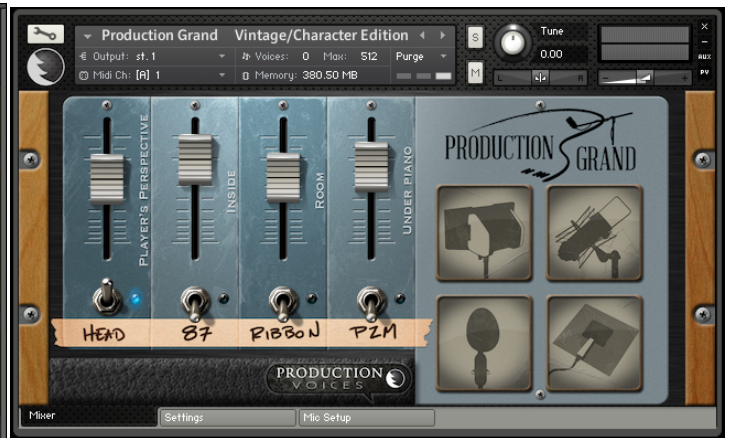 Production Grand Vintage/Character Edition
S
Tune
0.00
×
–
AUX
PV
Output: st.1
Voices: 0 Max: 512 Purge
Midi Ch: [A] 1
Memory: 380.50 MB
M
L R
– +
PLAYER'S PERSPECTIVE
INSIDE
ROOM
UNDER PIANO
PRODUCTION GRAND
HEAD 87 RIBBON PZM
PRODUCTION
VOICES
Mixer
Settings
Mic Setup